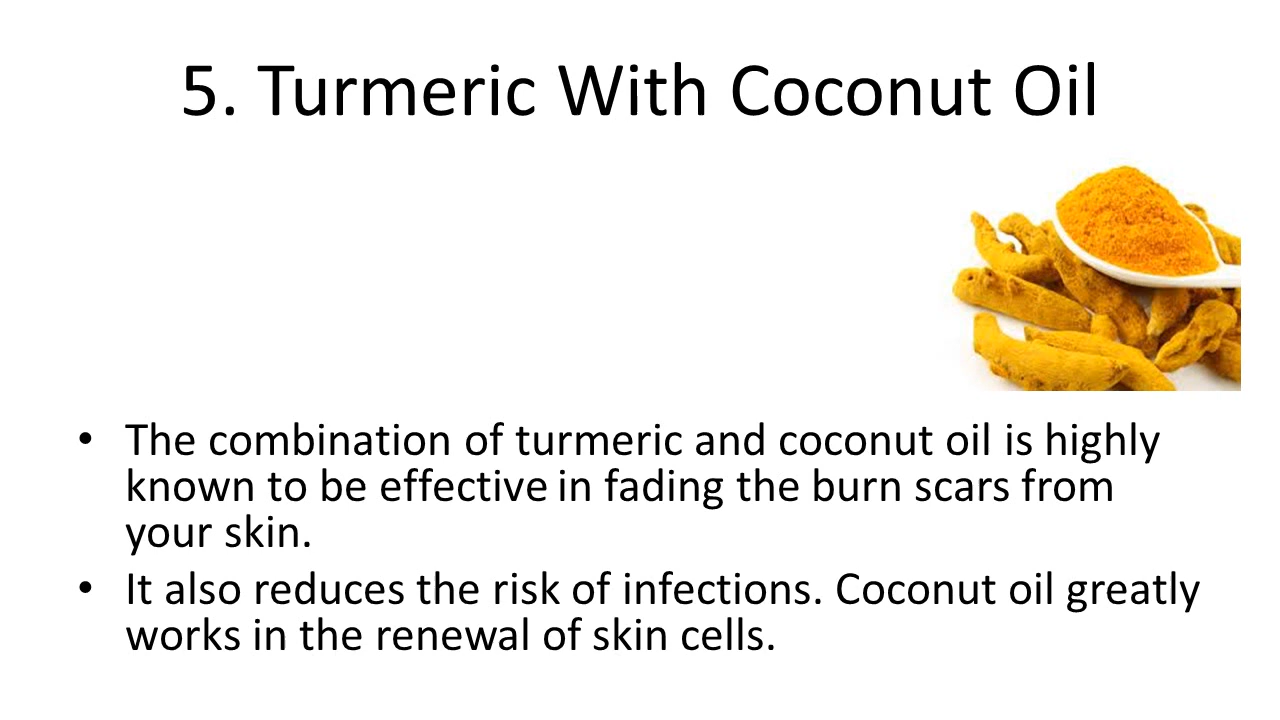 5. Turmeric With Coconut Oil
• The combination of turmeric and coconut oil is highly
known to be effective in fading the burn scars from
your skin.
• It also reduces the risk of infections. Coconut oil greatly
works in the renewal of skin cells.